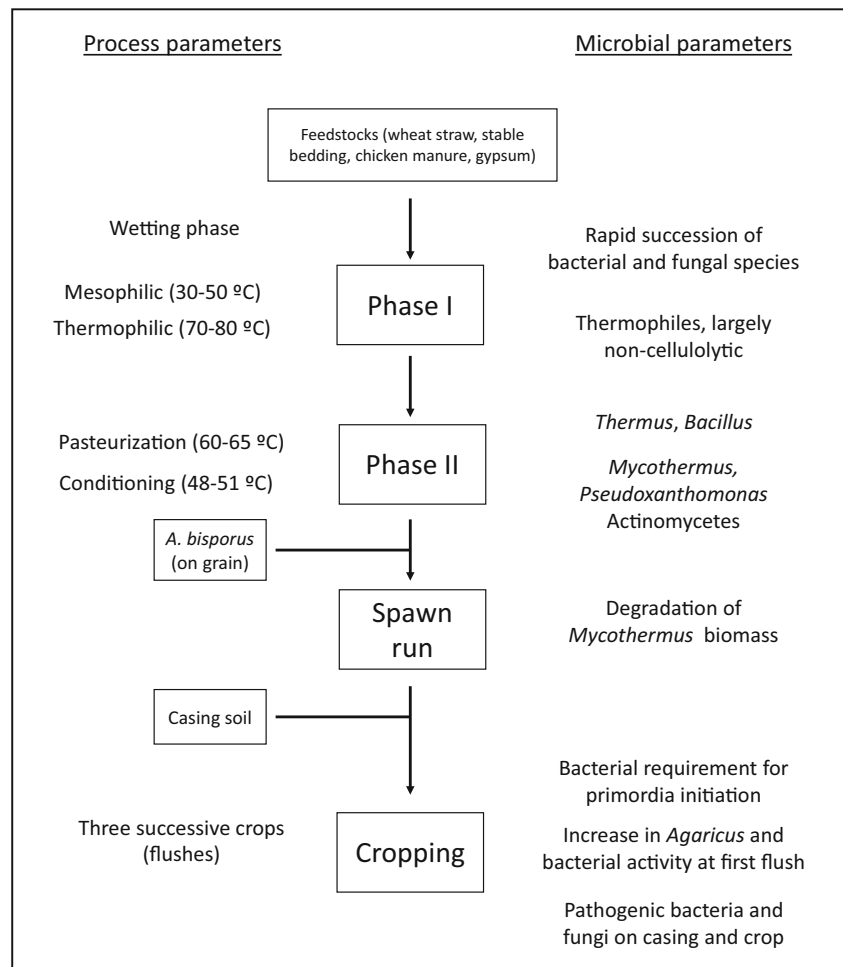 Process parameters
Microbial parameters
Feedstocks (wheat straw, stable
bedding, chicken manure, gypsum)
Wetting phase
Mesophilic (30-50 ºC)
Thermophilic (70-80 ºC)
Phase I
Rapid succession of
bacterial and fungal species
Thermophiles, largely
non-cellulolytic
Pasteurization (60-65 ºC)
Conditioning (48-51 ºC)
Phase II
Thermus, Bacillus
Mycothermus,
Pseudoxanthomonas
Actinomycetes
A. bisporus
(on grain)
Spawn
run
Degradation of
Mycothermus biomass
Casing soil
Three successive crops
(flushes)
Cropping
Bacterial requirement for
primordia initiation
Increase in Agaricus and
bacterial activity at first flush
Pathogenic bacteria and
fungi on casing and crop